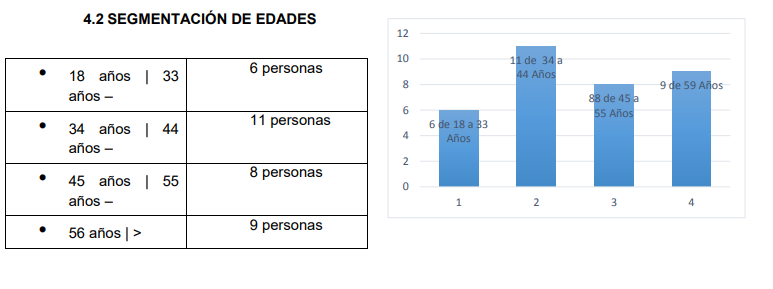 4.2 SEGMENTACIÓN DE EDADES
• 18 años | 33
años –
6 personas
• 34 años | 44
años –
11 personas
• 45 años | 55
años –
8 personas
• 56 años | >
9 personas
12
10
8
6
4
2
0
6 de 18 a 33
Años
11 de 34 a
44 Años
88 de 45 a
55 Años
9 de 59 Años
1 2 3 4